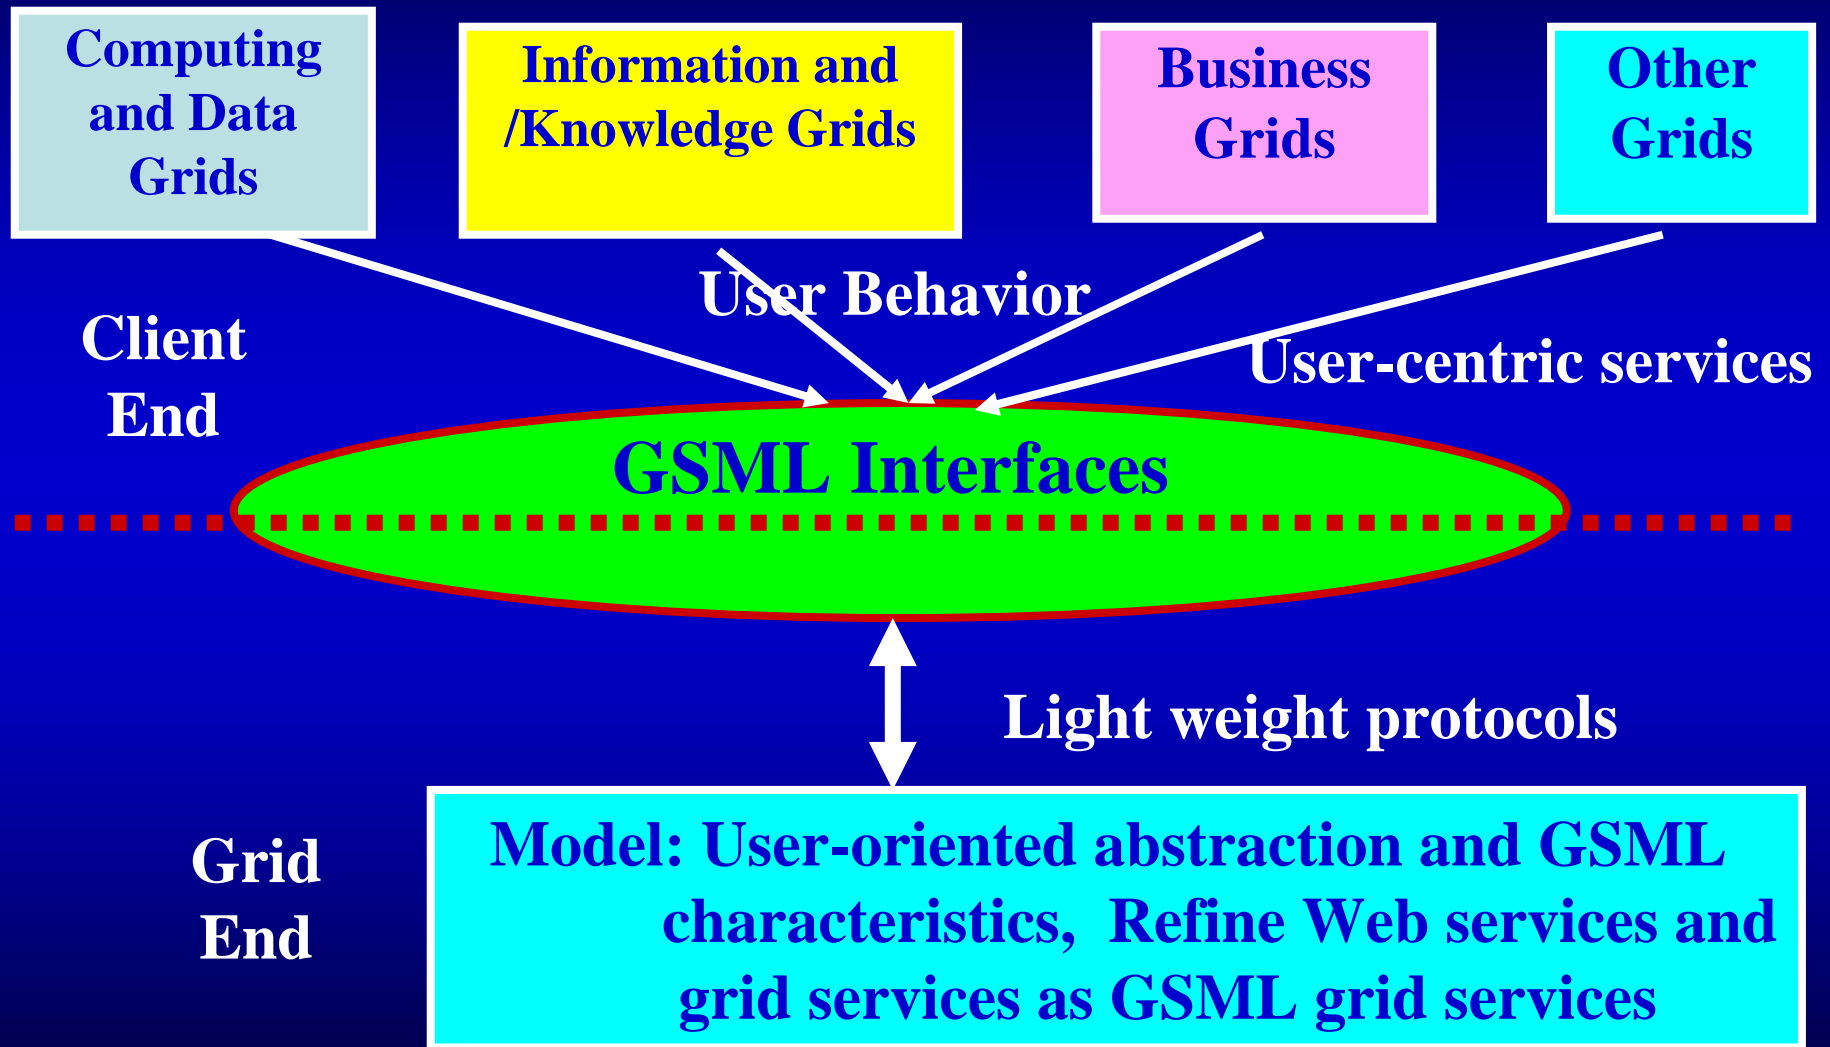 Computing
and Data
Grids
Information and
/Knowledge Grids
Business
Grids
Other
Grids
User Behavior
Client
End
User-centric services
GSML Interfaces
Light weight protocols
Grid
End
Model: User-oriented abstraction and GSML
characteristics, Refine Web services and
grid services as GSML grid services